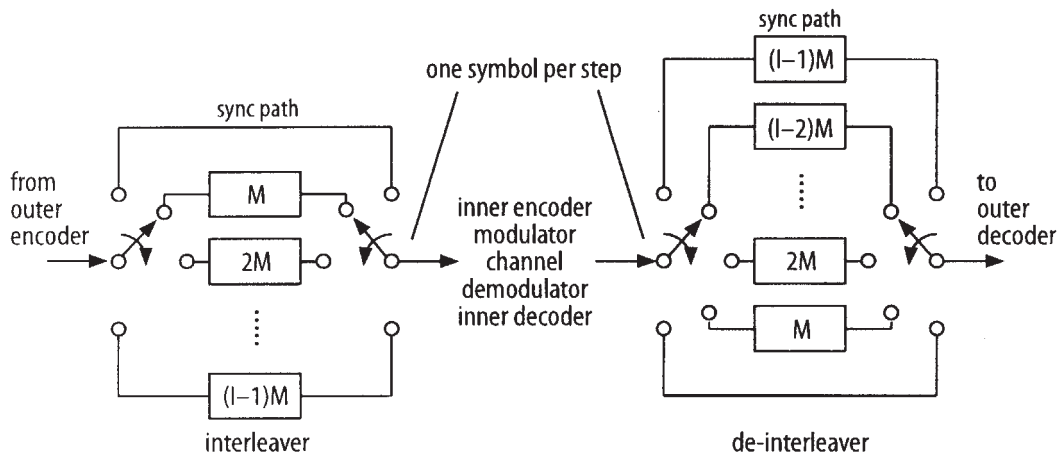 sync path
from
outer
encoder
M
2M
(I–1)M
interleaver
one symbol per step
inner encoder
modulator
channel
demodulator
inner decoder
sync path
(I–1)M
(I–2)M
2M
M
to
outer
decoder
de-interleaver